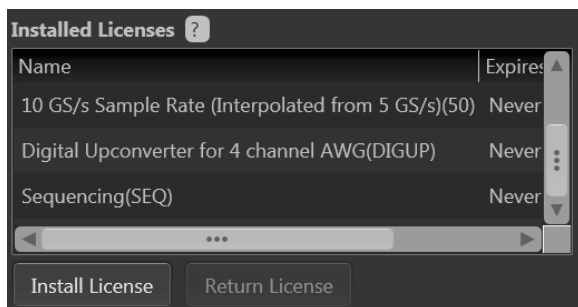 Installed Licenses ?
Name Expires
10 GS/s Sample Rate (Interpolated from 5 GS/s)(50) Never
Digital Upconverter for 4 channel AWG(DIGUP) Never
Sequencing(SEQ) Never
Install License Return License